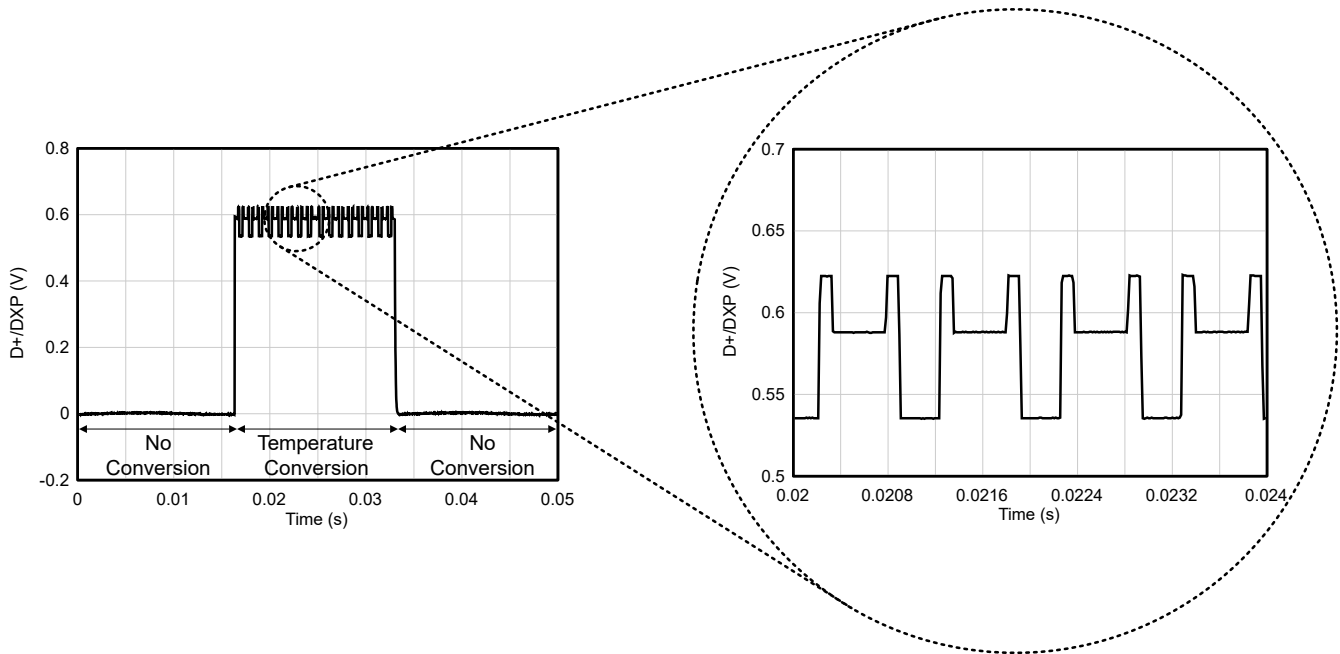 0.8
0.6
0.4
0.2
0
-0.2
D+/DXP (V)
No
Conversion
Temperature
Conversion
No
Conversion
0 0.01 0.02 0.03 0.04 0.05
Time (s)
0.7
0.65
0.6
0.55
0.5
D+/DXP (V)
0.02 0.0208 0.0216 0.0224 0.0232 0.024
Time (s)